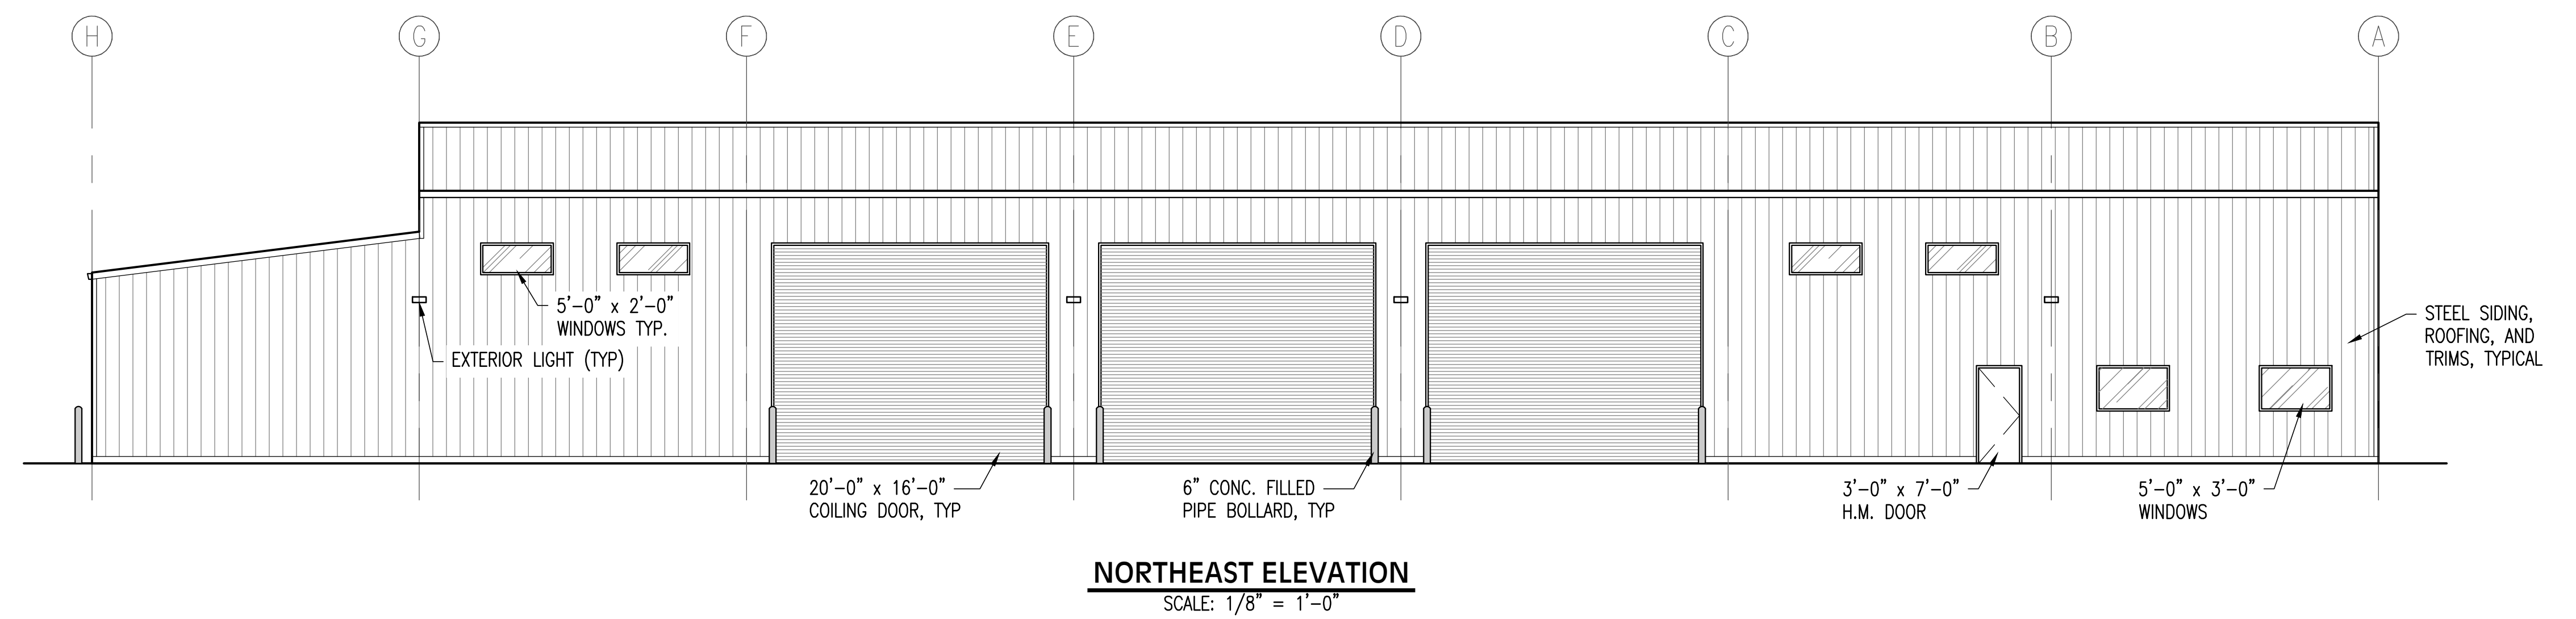 H G F E D C B A
5'-0" x 2'-0"
WINDOWS TYP.
EXTERIOR LIGHT (TYP)
STEEL SIDING,
ROOFING, AND
TRIMS, TYPICAL
20'-0" x 16'-0"
COILING DOOR, TYP
6" CONC. FILLED
PIPE BOLLARD, TYP
3'-0" x 7'-0"
H.M. DOOR
5'-0" x 3'-0"
WINDOWS
NORTHEAST ELEVATION
SCALE: 1/8" = 1'-0"